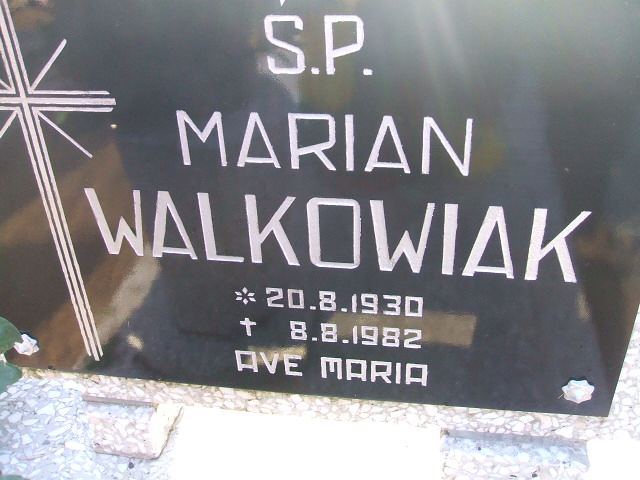 Ś.P.
MARIAN
WALKOWIAK
* 20.8.1930
† 8.8.1982
AVE MARIA